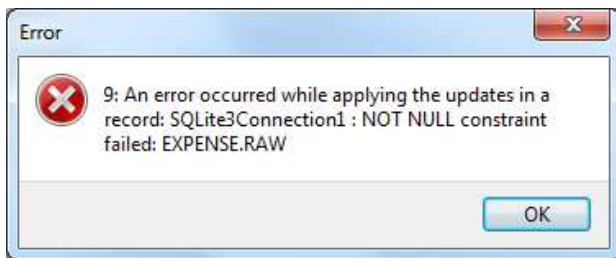 Error
9: An error occurred while applying the updates in a
record: SQLite3Connection1 : NOT NULL constraint
failed: EXPENSE.RAW
OK